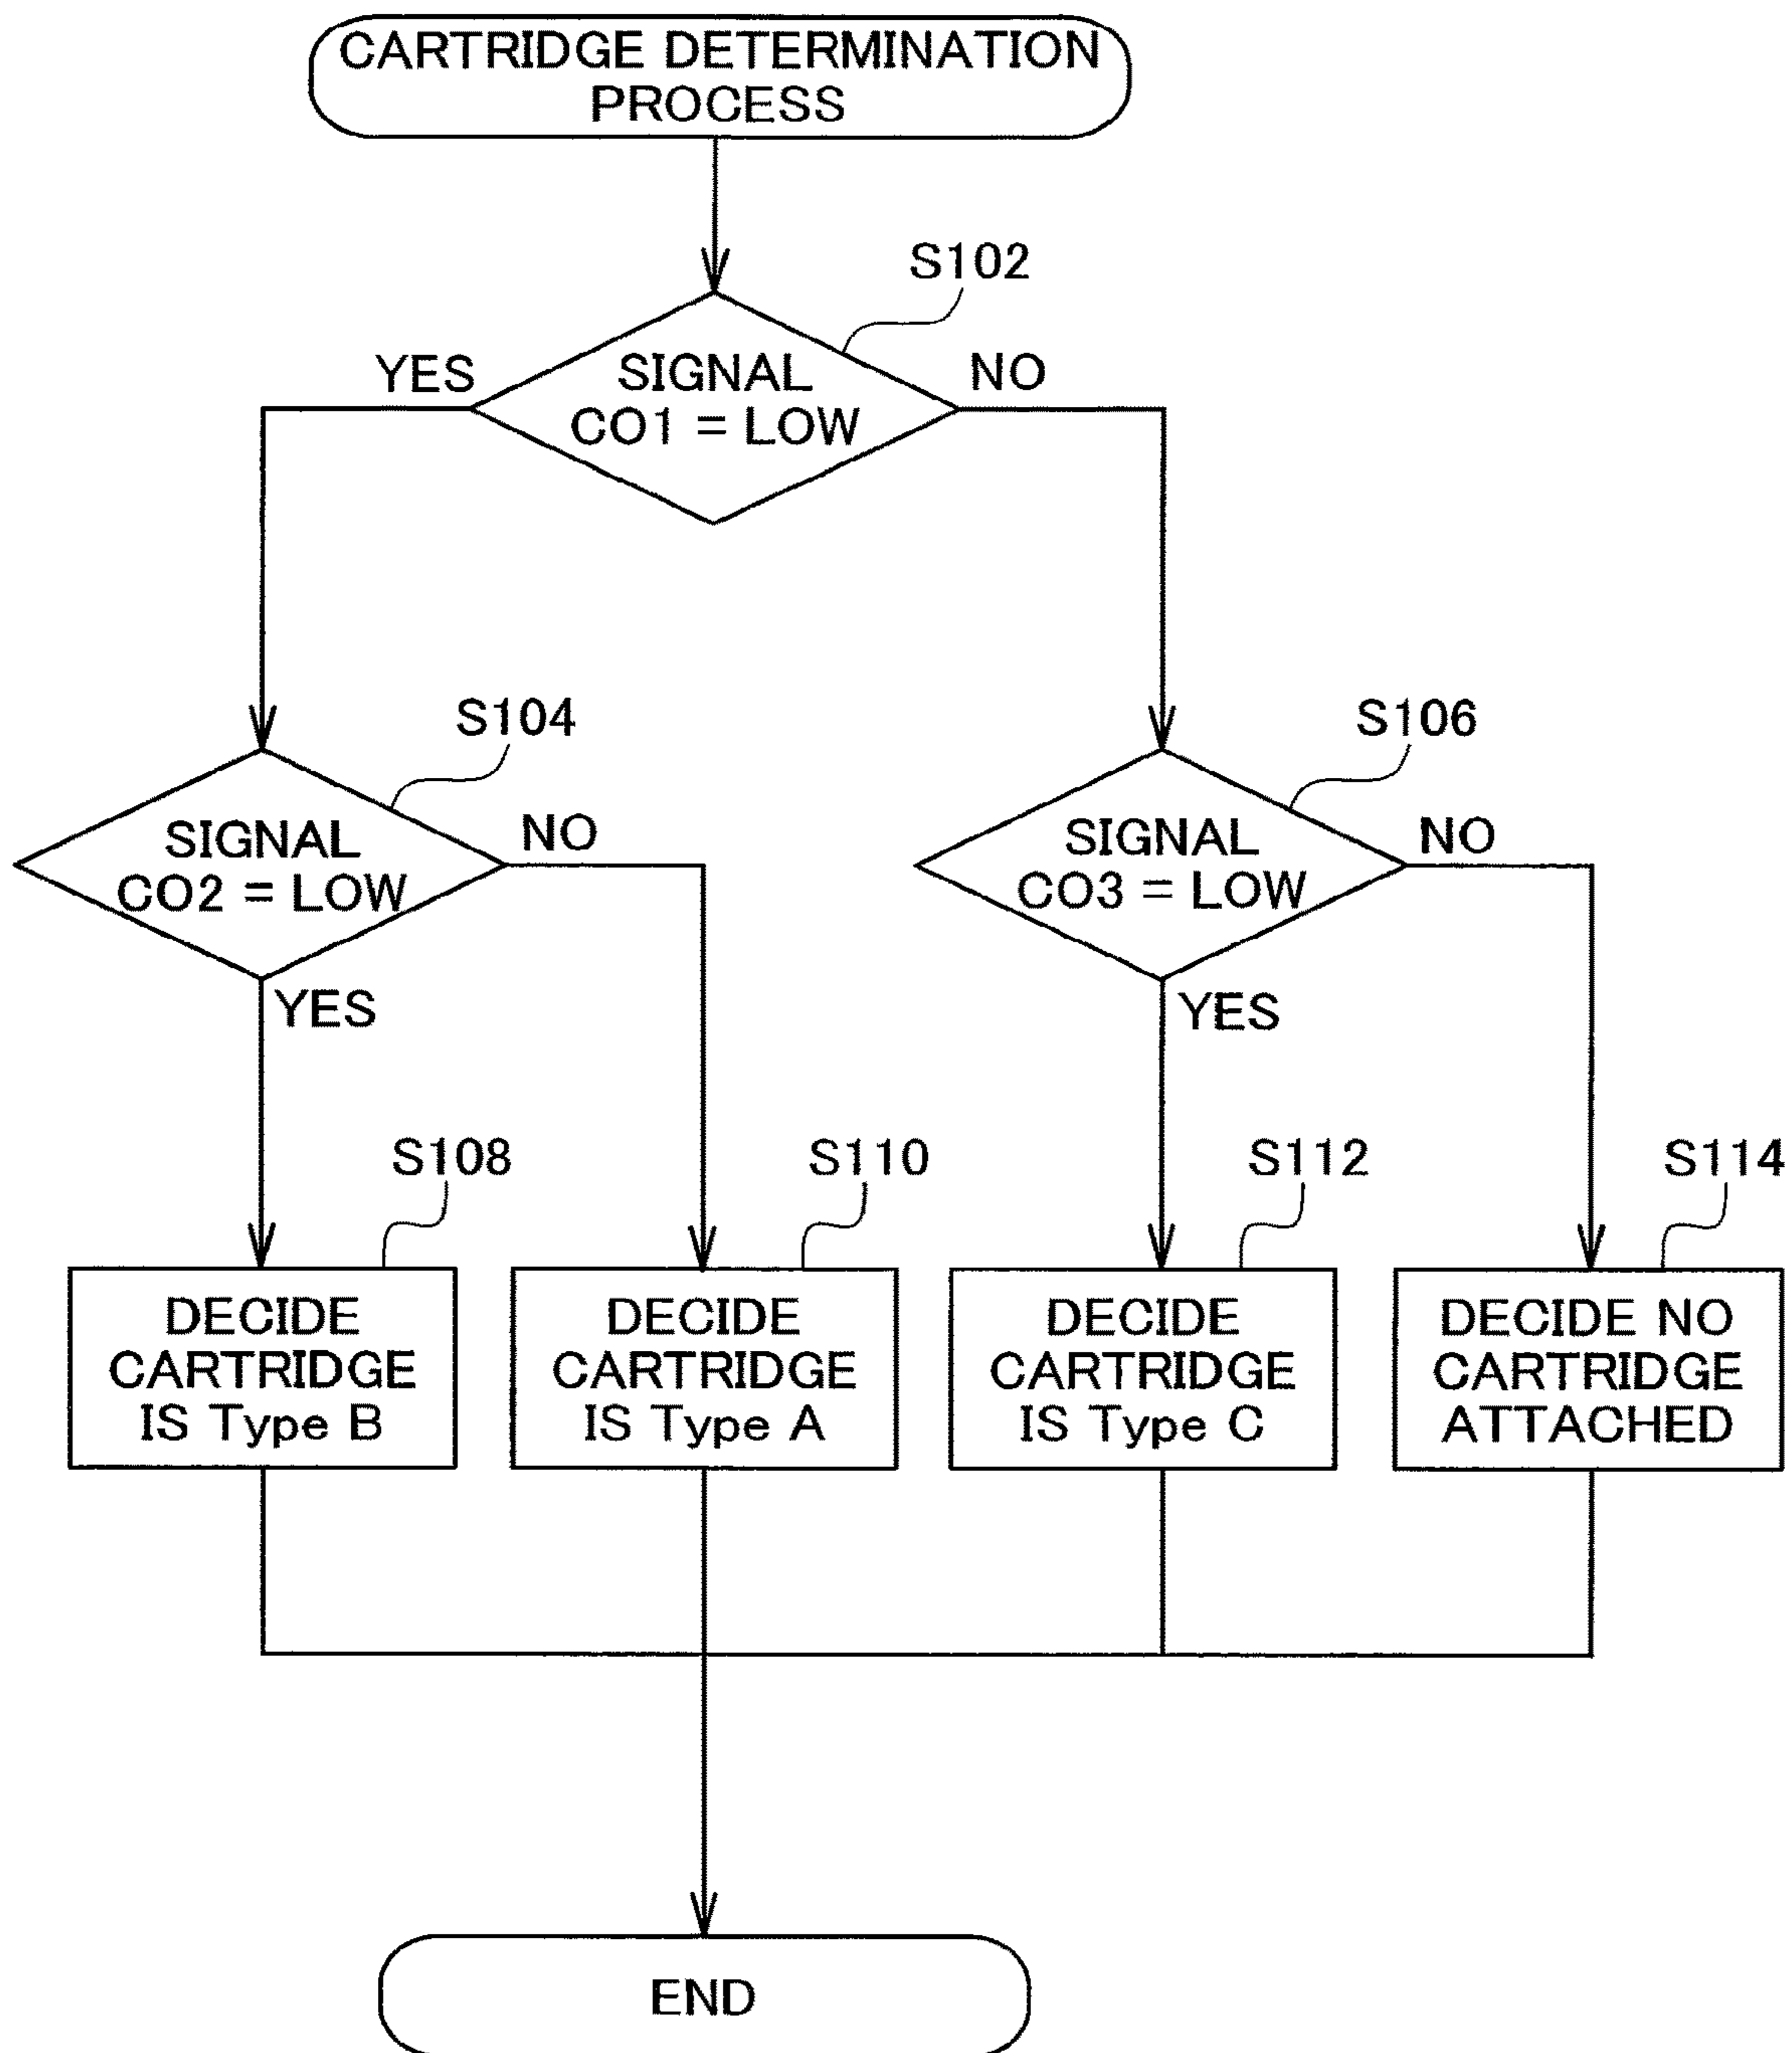 CARTRIDGE DETERMINATION
PROCESS
S102
YES
SIGNAL
CO1 = LOW
NO
S104
S106
SIGNAL
CO2 = LOW
NO
SIGNAL
CO3 = LOW
NO
YES
YES
S108
S110
S112
S114
DECIDE
CARTRIDGE
IS Type B
DECIDE
CARTRIDGE
IS Type A
DECIDE
CARTRIDGE
IS Type C
DECIDE NO
CARTRIDGE
ATTACHED
END